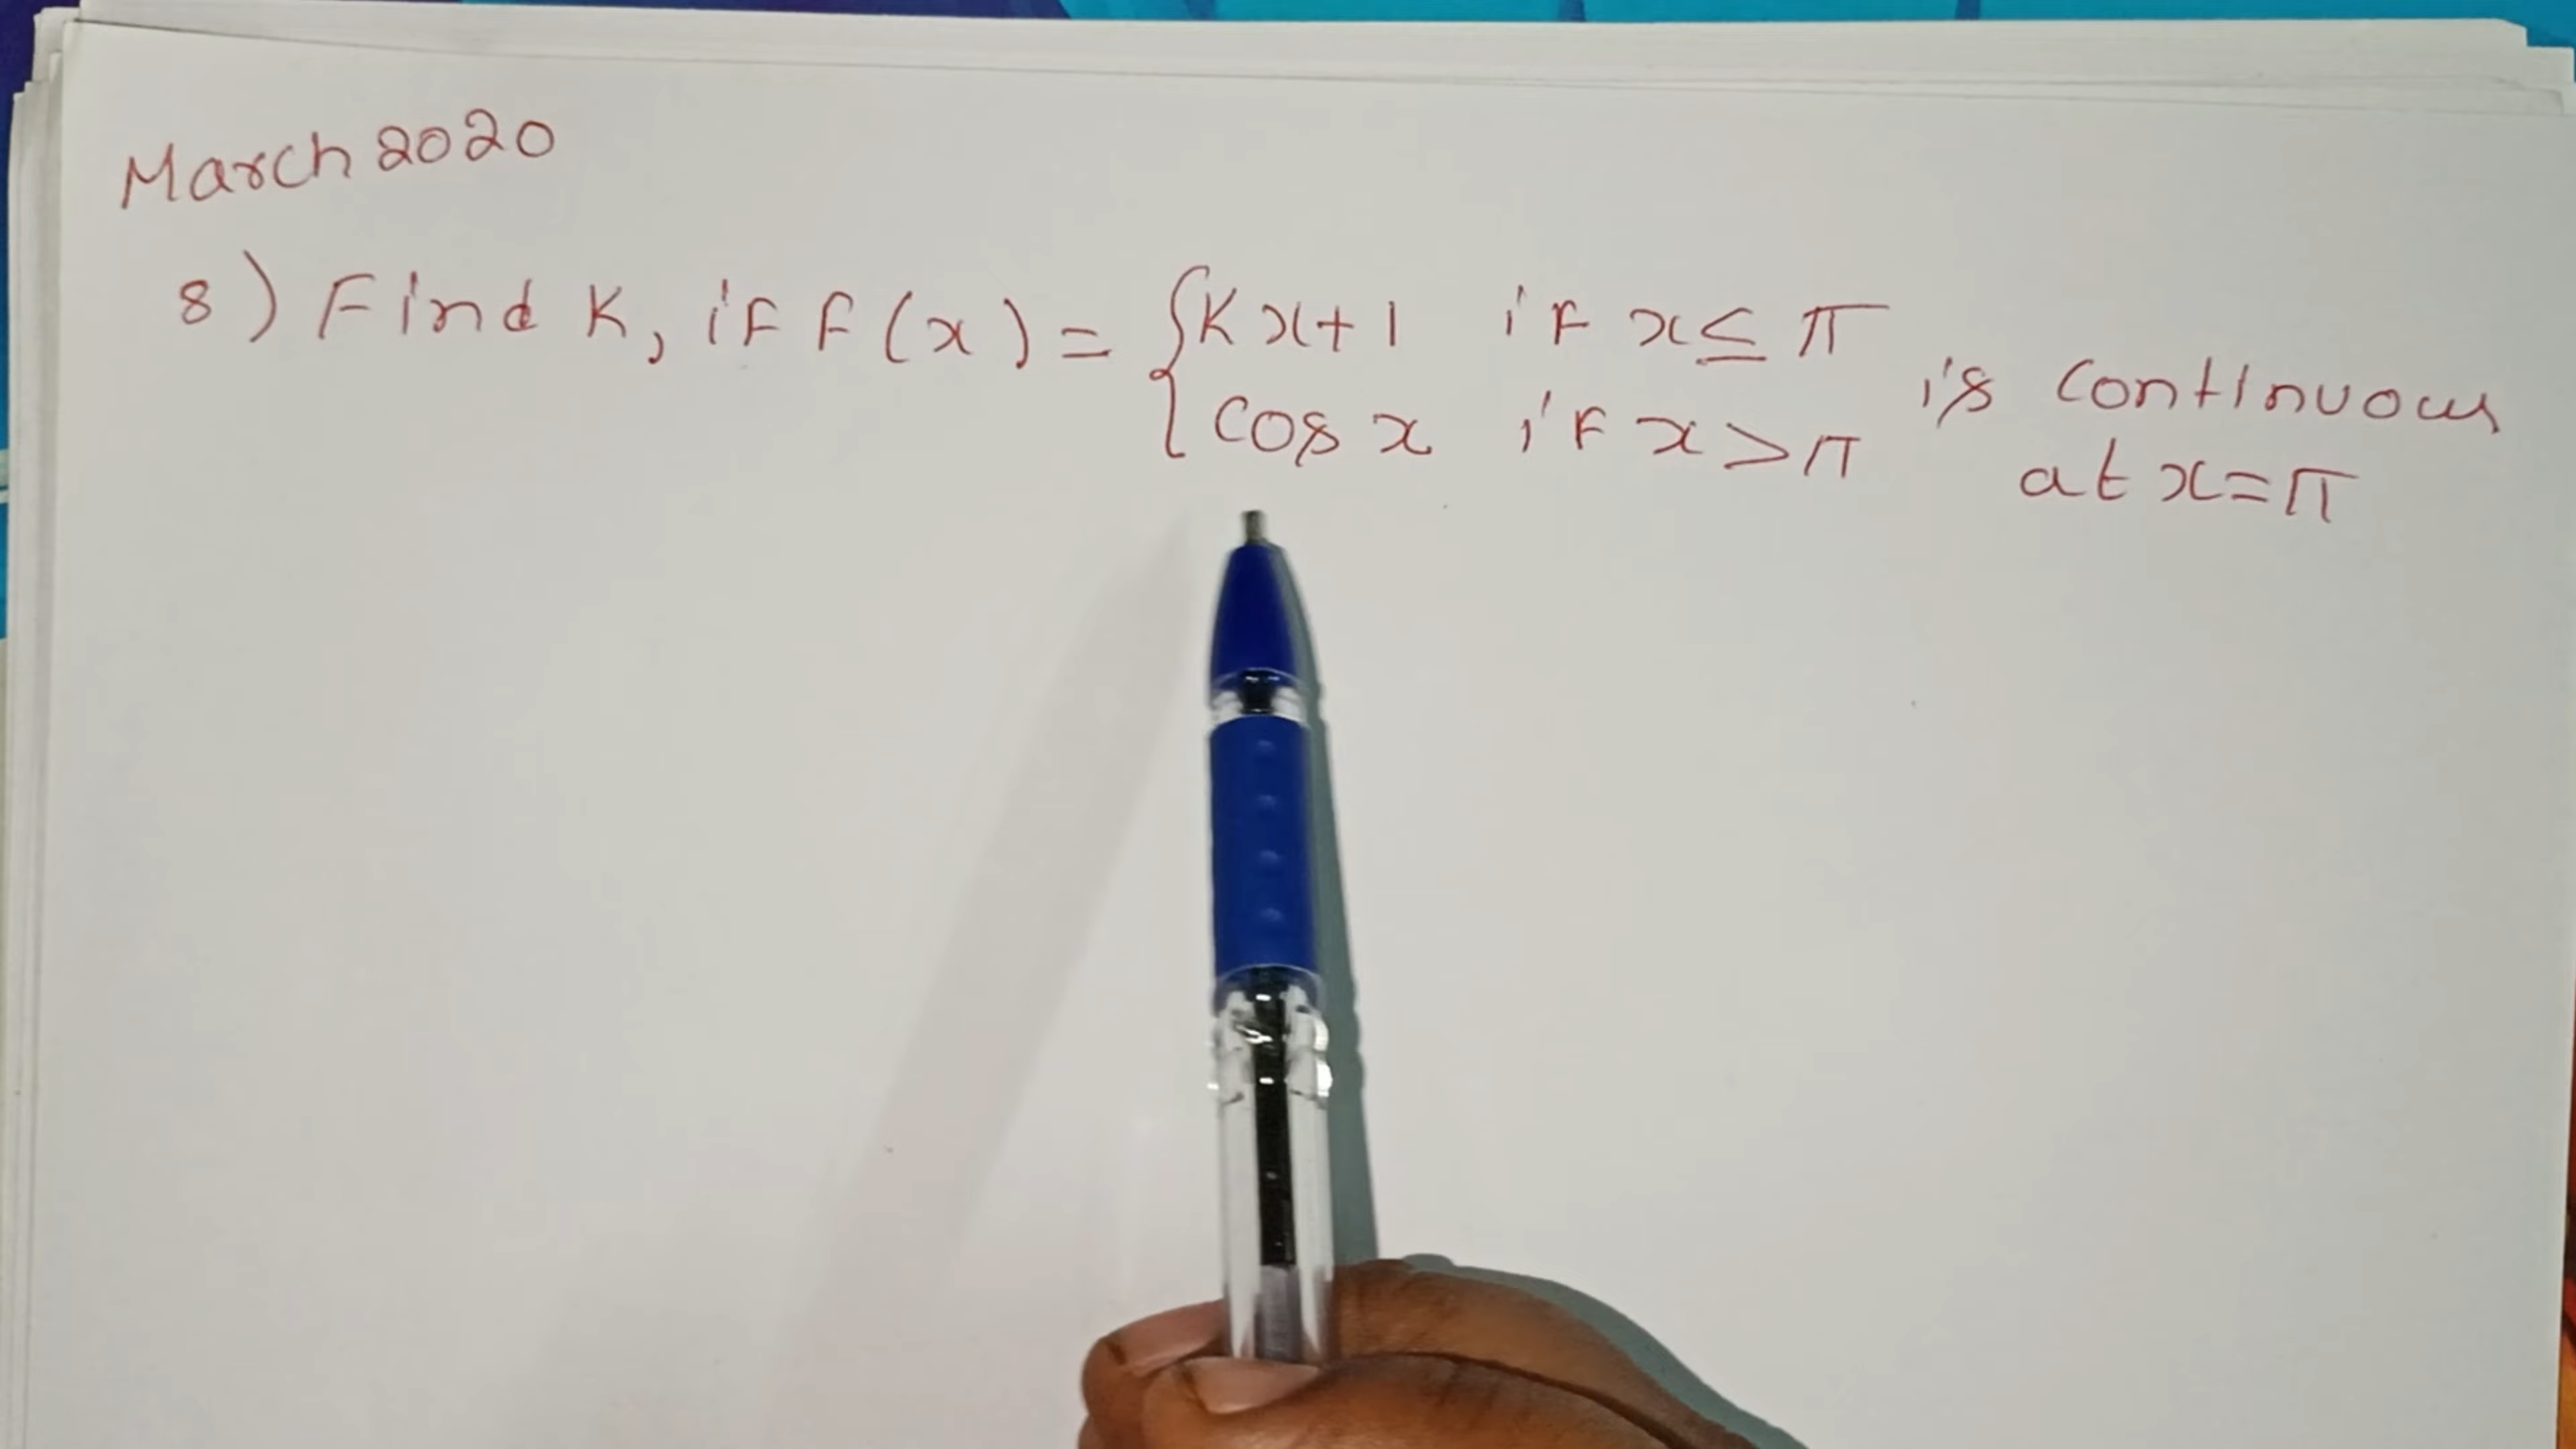 March 2020
8) Find K, if f(x) = { Kx+1 if x ≤ π
cos x if x > π is continuous
at x = π